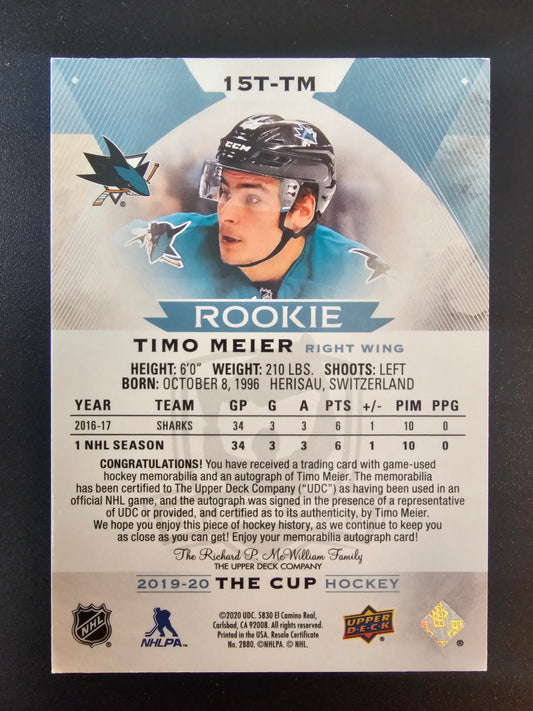 15T-TM
CCM
ROOKIE
TIMO MEIER RIGHT WING
HEIGHT: 6'0" WEIGHT: 210 LBS. SHOOTS: LEFT
BORN: OCTOBER 8, 1996 HERISAU, SWITZERLAND
YEAR TEAM GP G A PTS +/- PIM PPG
2016-17 SHARKS 34 3 3 6 1 10 0
1 NHL SEASON 34 3 3 6 1 10 0
CONGRATULATIONS! You have received a trading card with game-used
hockey memorabilia and an autograph of Timo Meier. The memorabilia
has been certified to The Upper Deck Company ("UDC") as having been used in an
official NHL game, and the autograph was signed in the presence of a representative
of UDC or provided, and certified as to its authenticity, by Timo Meier.
We hope you enjoy this piece of hockey history, as we continue to keep you
as close as you can get! Enjoy your memorabilia autograph card!
The Richard P. McWilliam Family
THE UPPER DECK COMPANY
2019-20 THE CUP HOCKEY
©2020 UDC. 5830 El Camino Real,
Carlsbad, CA 92008. All rights reserved.
Printed in the USA. Resale Certificate
No. 2880. ©NHLPA. © NHL.
NHL
NHLPA
UPPER
DECK